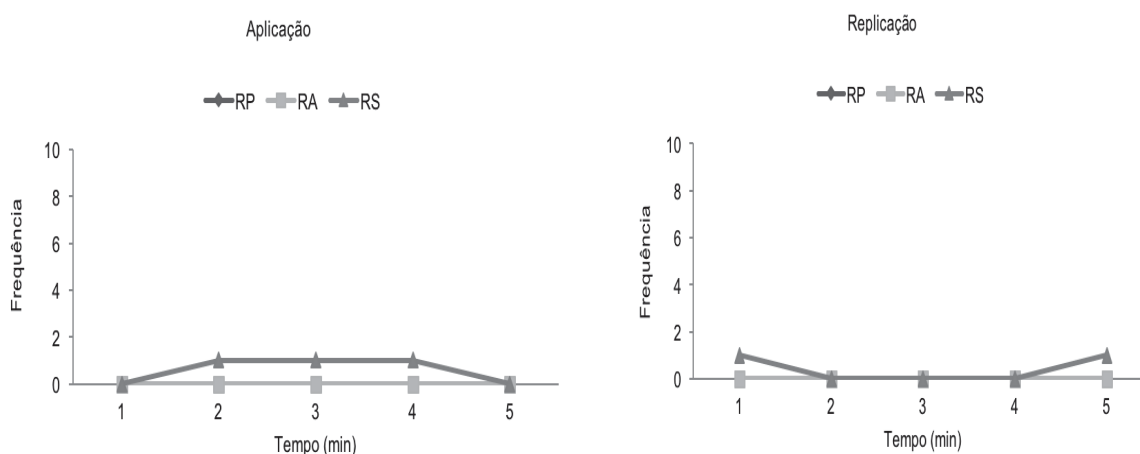 Aplicação
RP RA RS
10
8
6
4
2
0
Frequência
1 2 3 4 5
Tempo (min)
Replicação
RP RA RS
10
8
6
4
2
0
Frequência
1 2 3 4 5
Tempo (min)